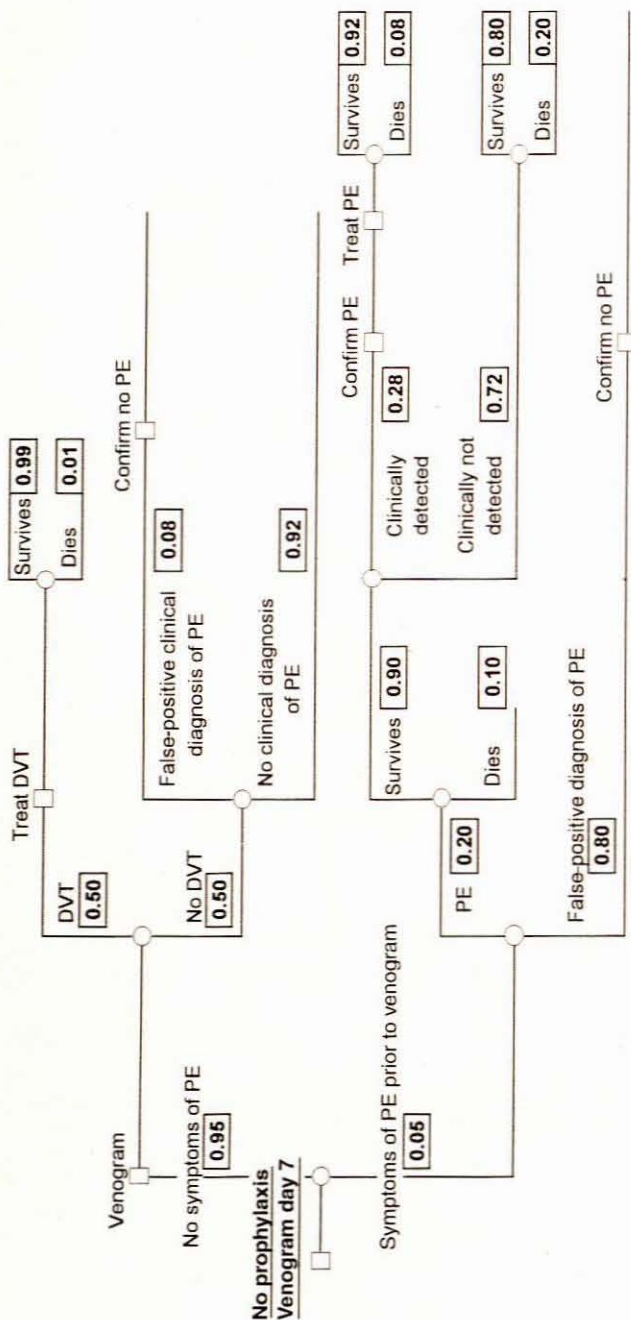 No prophylaxis
Venogram day 7
Venogram
No symptoms of PE
0.95
Symptoms of PE prior to venogram
0.05
DVT
0.50
No DVT
0.50
Treat DVT
Survives 0.99
Dies 0.01
False-positive clinical
diagnosis of PE
0.08
Confirm no PE
No clinical diagnosis
of PE
0.92
PE 0.20
False-positive diagnosis of PE
0.80
Survives 0.90
Dies 0.10
Clinically
detected
0.28
Clinically not
detected
0.72
Confirm PE
Treat PE
Survives 0.92
Dies 0.08
Survives 0.80
Dies 0.20
Confirm no PE